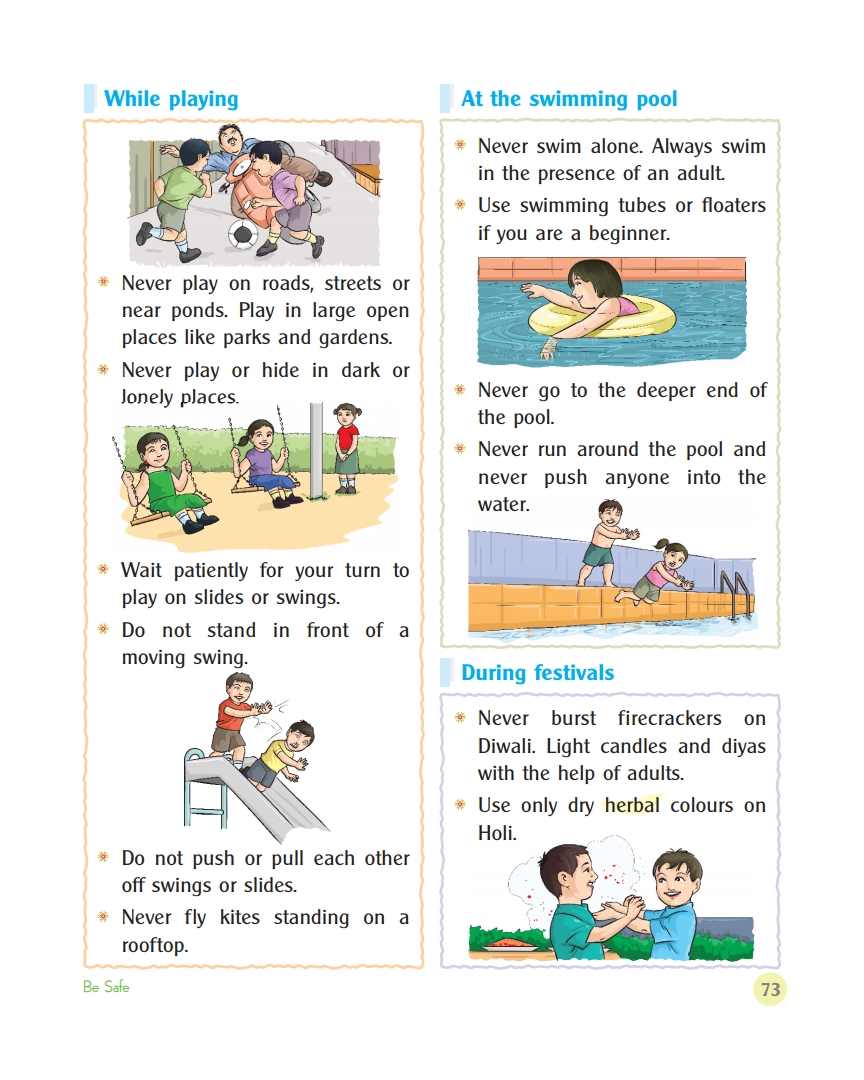 While playing
Never play on roads, streets or
near ponds. Play in large open
places like parks and gardens.
Never play or hide in dark or
lonely places.
Wait patiently for your turn to
play on slides or swings.
Do not stand in front of a
moving swing.
Do not push or pull each other
off swings or slides.
Never fly kites standing on a
rooftop.
At the swimming pool
Never swim alone. Always swim
in the presence of an adult.
Use swimming tubes or floaters
if you are a beginner.
Never go to the deeper end of
the pool.
Never run around the pool and
never push anyone into the
water.
During festivals
Never burst firecrackers on
Diwali. Light candles and diyas
with the help of adults.
Use only dry herbal colours on
Holi.
Be Safe
73